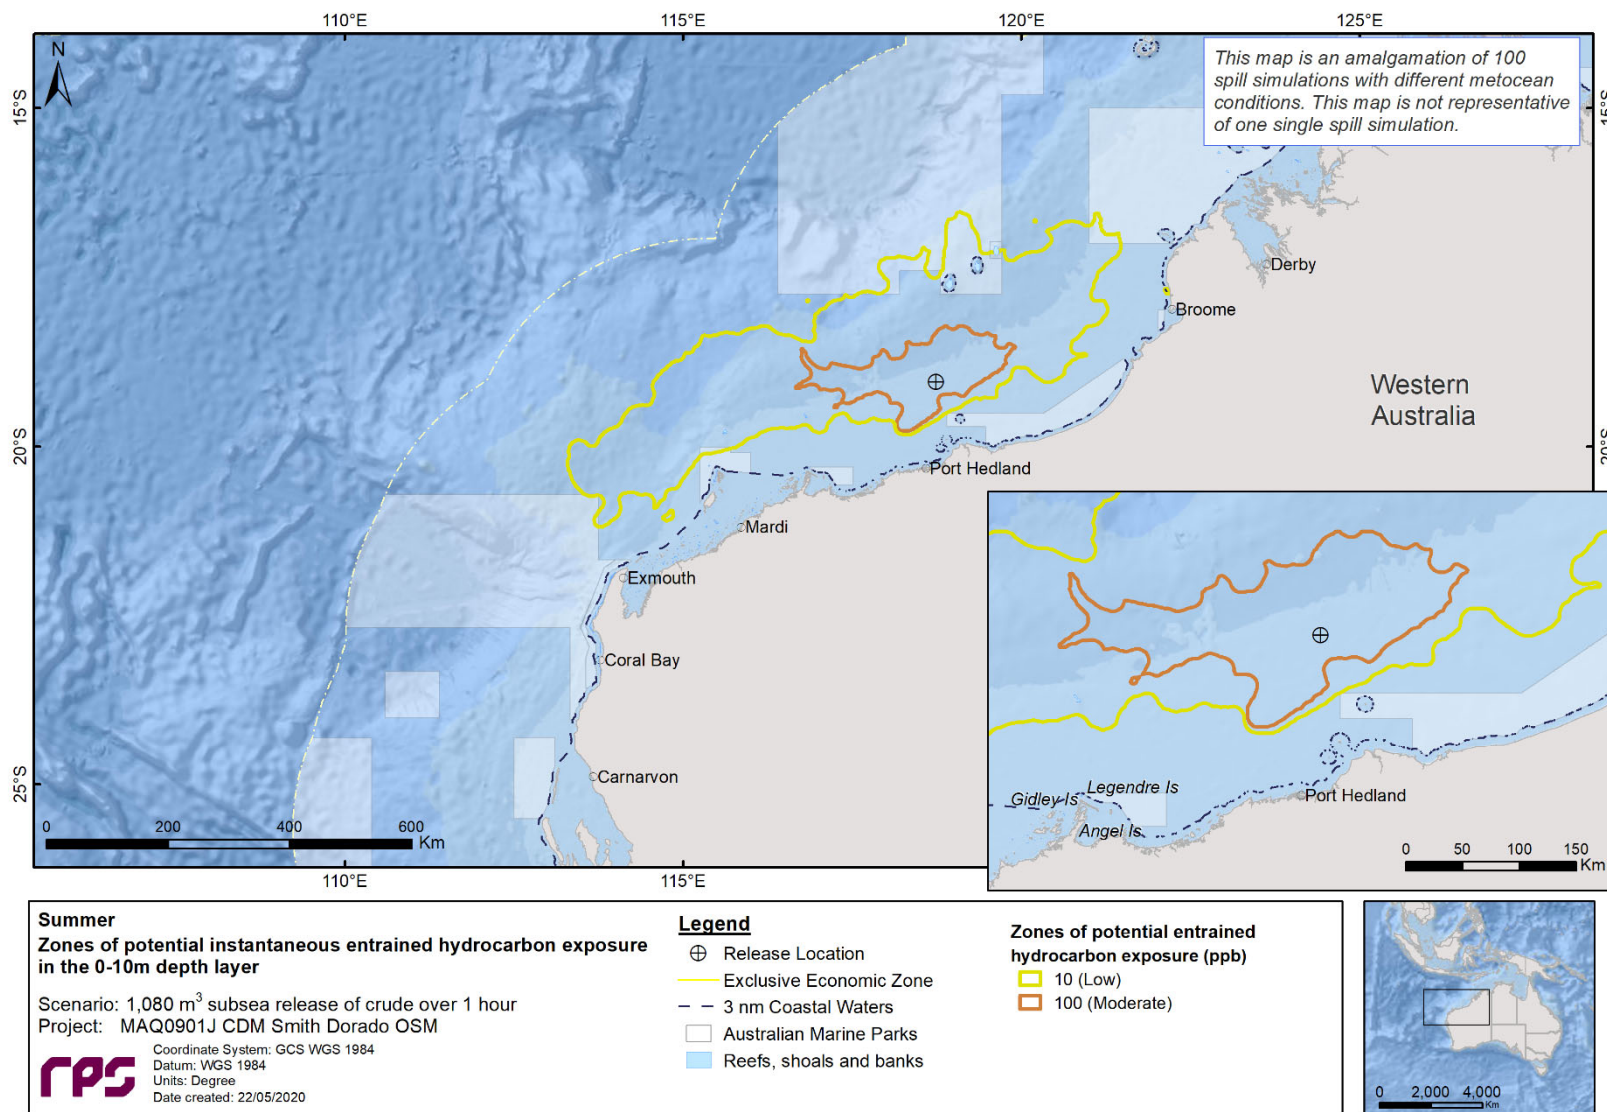 110°E
115°E
120°E
125°E
N
This map is an amalgamation of 100
spill simulations with different metocean
conditions. This map is not representative
of one single spill simulation.
15°S
15°S
Derby
Broome
Western
Australia
20°S
20°S
Port Hedland
Mardi
Exmouth
Coral Bay
Carnarvon
25°S
0 200 400 600
Km
Legendre Is
Gidley Is
Angel Is
Port Hedland
0 50 100 150
Km
110°E
115°E
Summer
Zones of potential instantaneous entrained hydrocarbon exposure
in the 0-10m depth layer
Scenario: 1,080 m³ subsea release of crude over 1 hour
Project: MAQ0901J CDM Smith Dorado OSM
rps
Coordinate System: GCS WGS 1984
Datum: WGS 1984
Units: Degree
Date created: 22/05/2020
Legend
Release Location
Exclusive Economic Zone
3 nm Coastal Waters
Australian Marine Parks
Reefs, shoals and banks
Zones of potential entrained
hydrocarbon exposure (ppb)
10 (Low)
100 (Moderate)
0 2,000 4,000
Km